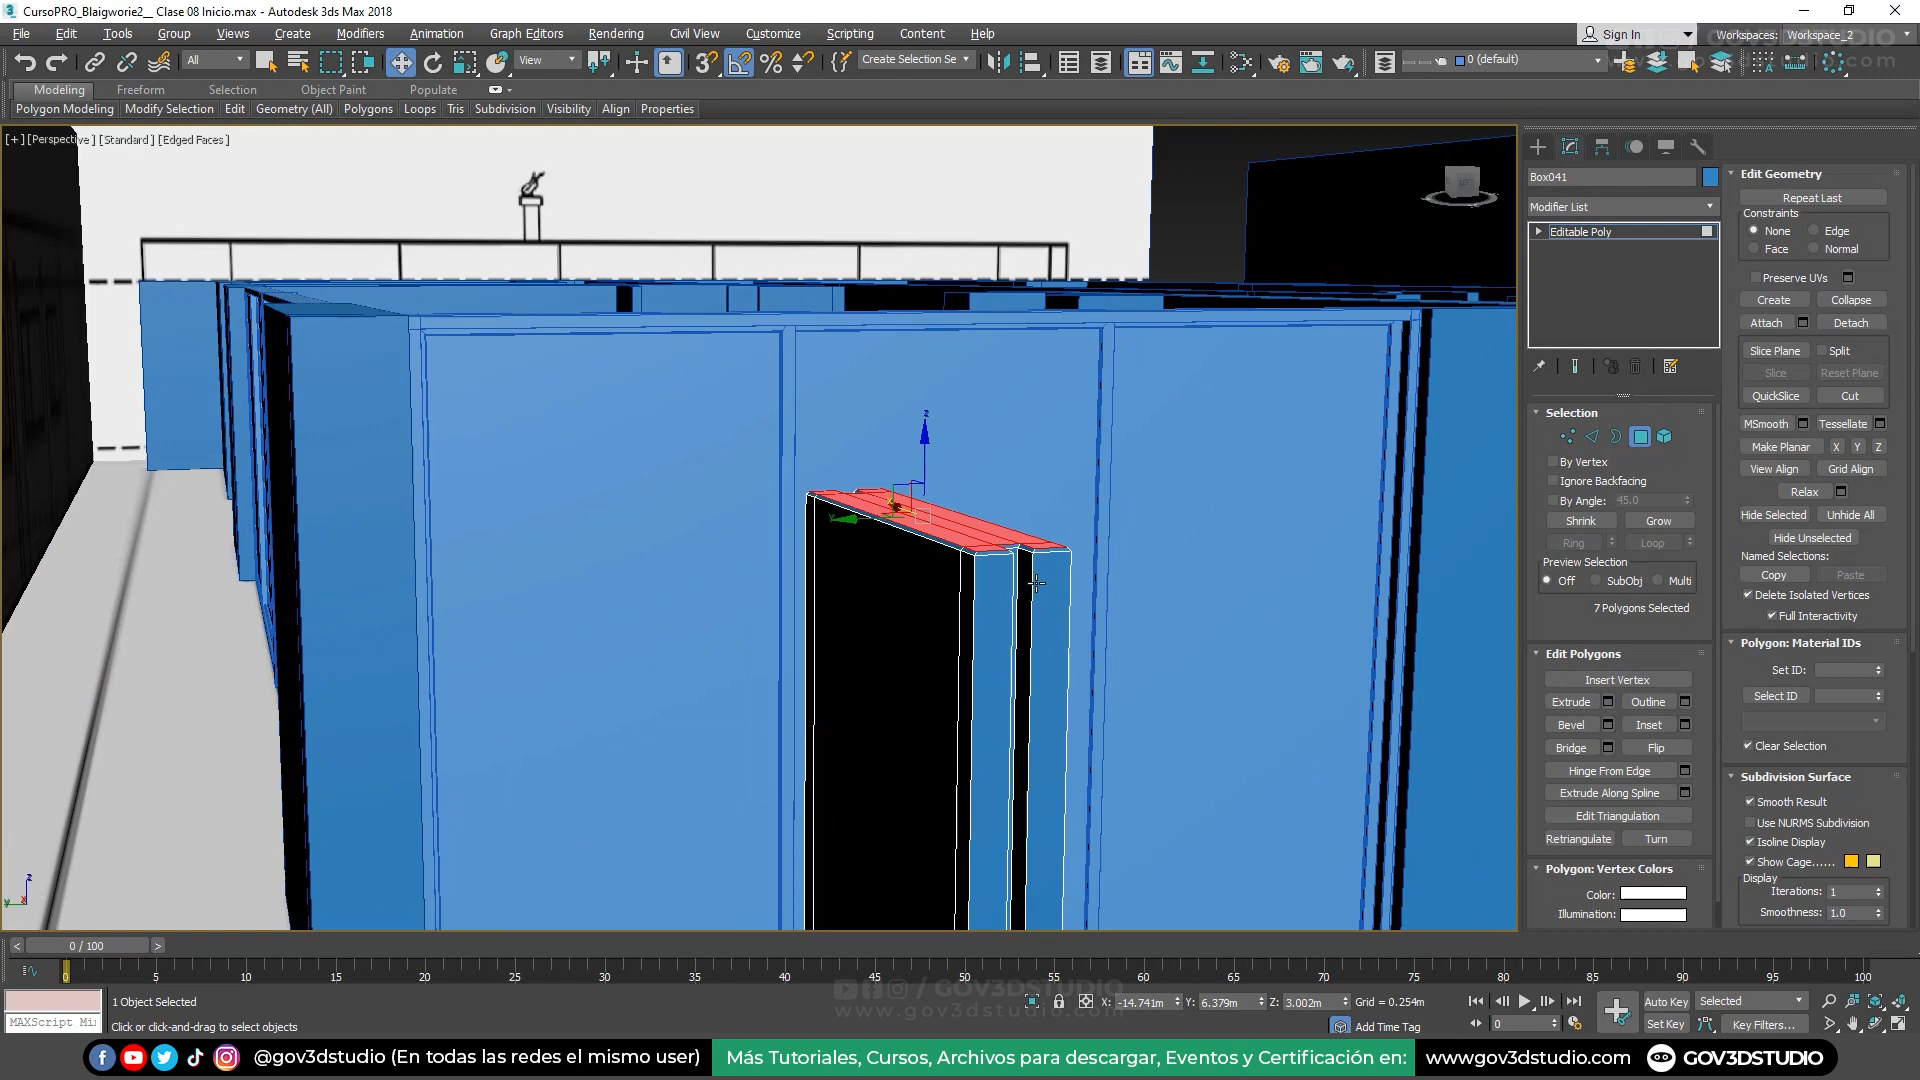 CursoPRO_Blaigworie2__ Clase 08 Inicio.max - Autodesk 3ds Max 2018
File Edit Tools Group Views Create Modifiers Animation Graph Editors Rendering Civil View Customize Scripting Content Help
Sign In
Workspaces: Workspace_2
All
View
Create Selection Se
0 (default)
Modeling Freeform Selection Object Paint Populate
Polygon Modeling Modify Selection Edit Geometry (All) Polygons Loops Tris Subdivision Visibility Align Properties
[+] [Perspective] [Standard] [Edged Faces]
Box041
Modifier List
Editable Poly
Selection
By Vertex
Ignore Backfacing
By Angle: 45.0
Shrink Grow
Ring Loop
Preview Selection
Off SubObj Multi
7 Polygons Selected
Edit Polygons
Insert Vertex
Extrude Outline
Bevel Inset
Bridge Flip
Hinge From Edge
Extrude Along Spline
Edit Triangulation
Retriangulate Turn
Polygon: Vertex Colors
Color:
Illumination:
Edit Geometry
Repeat Last
Constraints
None Edge
Face Normal
Preserve UVs
Create Collapse
Attach Detach
Slice Plane Split
Slice Reset Plane
QuickSlice Cut
MSmooth Tessellate
Make Planar X Y Z
View Align Grid Align
Relax
Hide Selected Unhide All
Hide Unselected
Named Selections:
Copy Paste
Delete Isolated Vertices
Full Interactivity
Polygon: Material IDs
Set ID:
Select ID
Clear Selection
Subdivision Surface
Smooth Result
Use NURMS Subdivision
Isoline Display
Show Cage......
Display
Iterations: 1
Smoothness: 1.0
0 / 100
0 5 10 15 20 25 30 35 40 45 50 55 60 65 70 75 80 85 90 95 100
MAXScript Mi
1 Object Selected
Click or click-and-drag to select objects
X: -14.741m Y: 6.379m Z: 3.002m Grid = 0.254m
Add Time Tag
0
Auto Key Selected
Set Key Key Filters...
/ GOV3DSTUDIO
www.gov3dstudio.com
@gov3dstudio (En todas las redes el mismo user)
Más Tutoriales, Cursos, Archivos para descargar, Eventos y Certificación en:
www.gov3dstudio.com
GOV3DSTUDIO